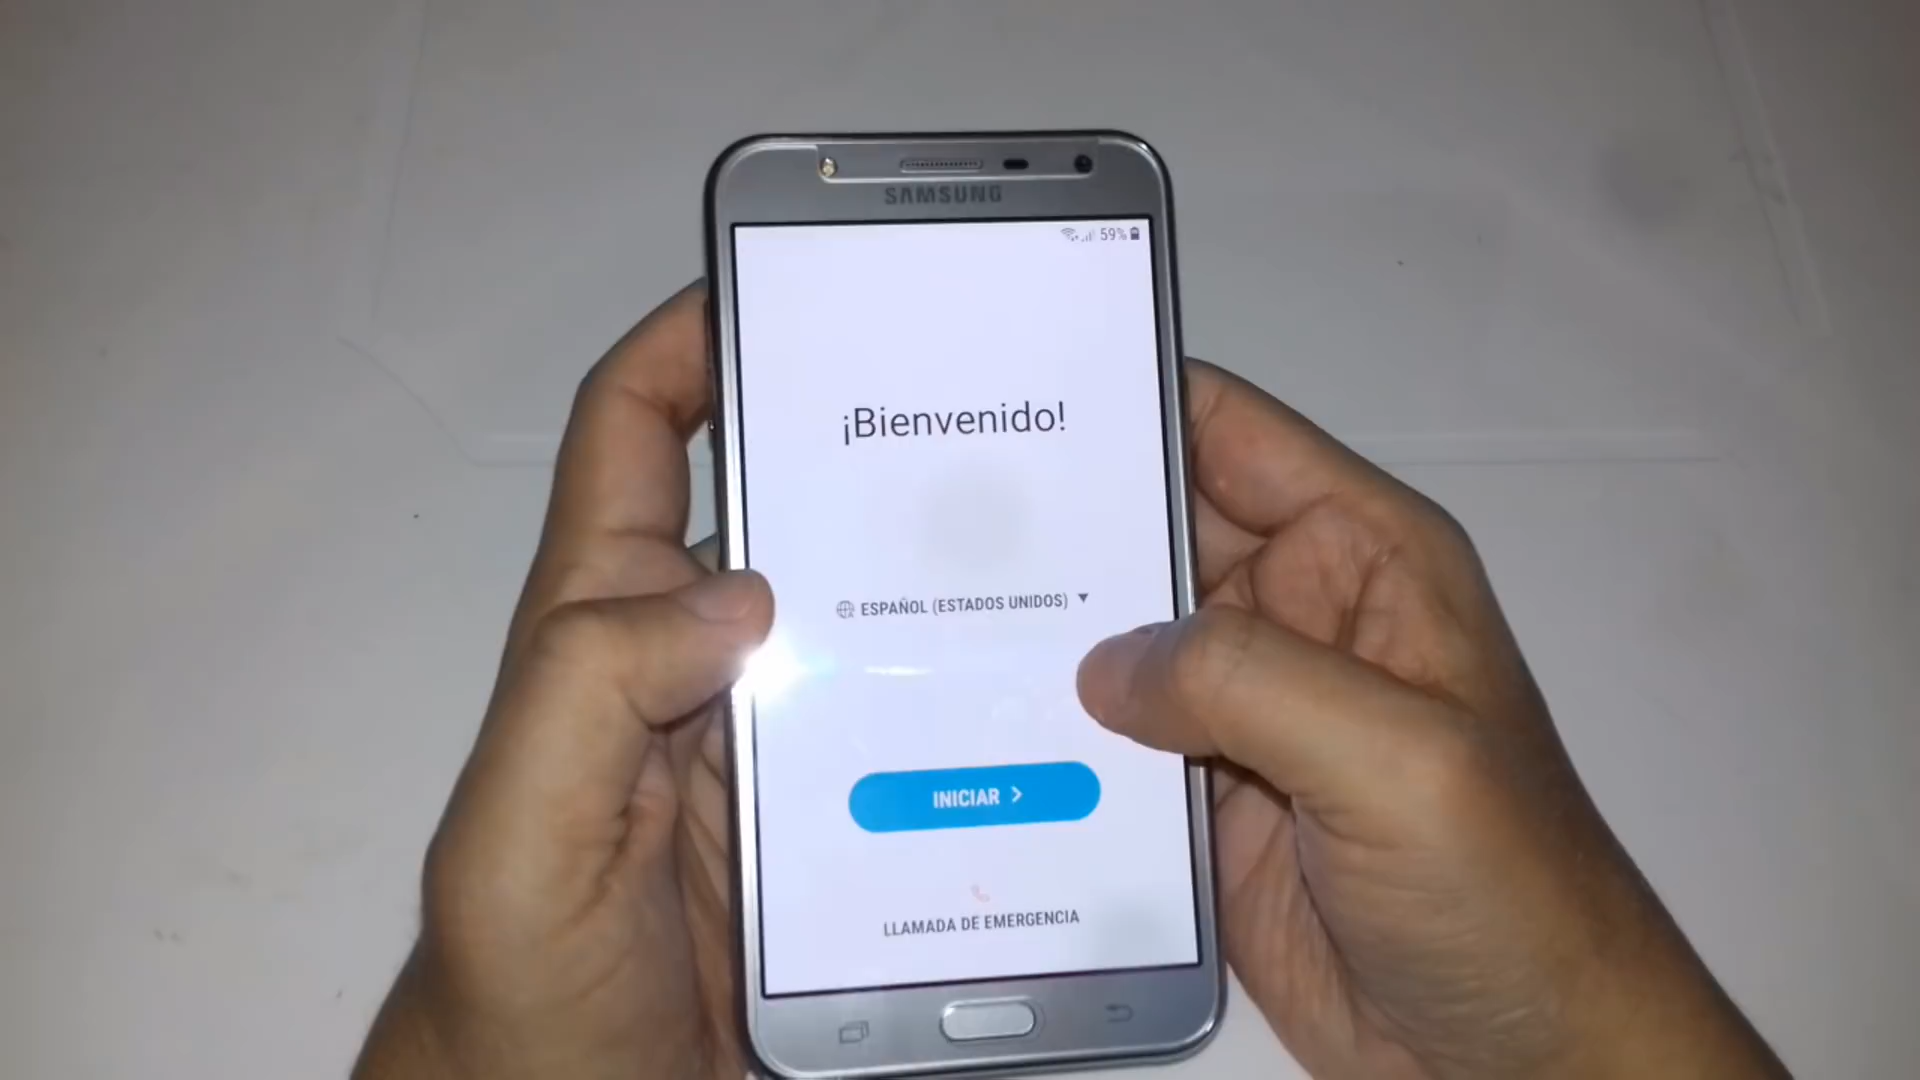 SAMSUNG
59%
¡Bienvenido!
ESPAÑOL (ESTADOS UNIDOS)
INICIAR
LLAMADA DE EMERGENCIA